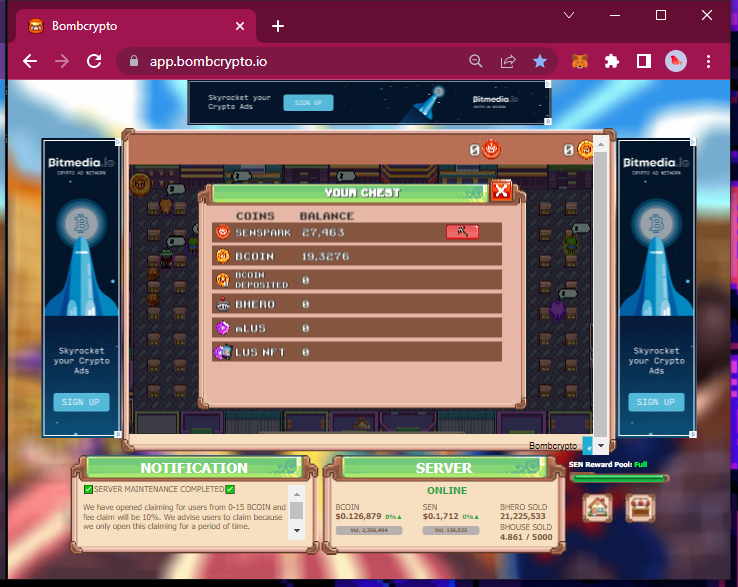 Bombcrypto
app.bombcrypto.io
Skyrocket your
Crypto Ads
SIGN UP
Bitmedia.io
Bitmedia.io
CRYPTO AD NETWORK
Skyrocket
your Crypto
Ads
SIGN UP
0
0
YOUR CHEST
COINS BALANCE
SENSPARK 27,463
BCOIN 19,3276
BCOIN
DEPOSITED 0
BHERO 0
mLUS 0
LUS NFT 0
Bitmedia.io
CRYPTO AD NETWORK
Skyrocket
your Crypto
Ads
SIGN UP
Bombcrypto
NOTIFICATION
✅SERVER MAINTENANCE COMPLETED✅
We have opened claiming for users from 0-15 BCOIN and
fee claim will be 10%. We advise users to claim because
we only open this claiming for a period of time.
SERVER
ONLINE
BCOIN
$0.126,879 0%▲
SEN
$0.1,712 0%▲
BHERO SOLD
21,225,533
BHOUSE SOLD
4.861 / 5000
SEN Reward Pool: Full